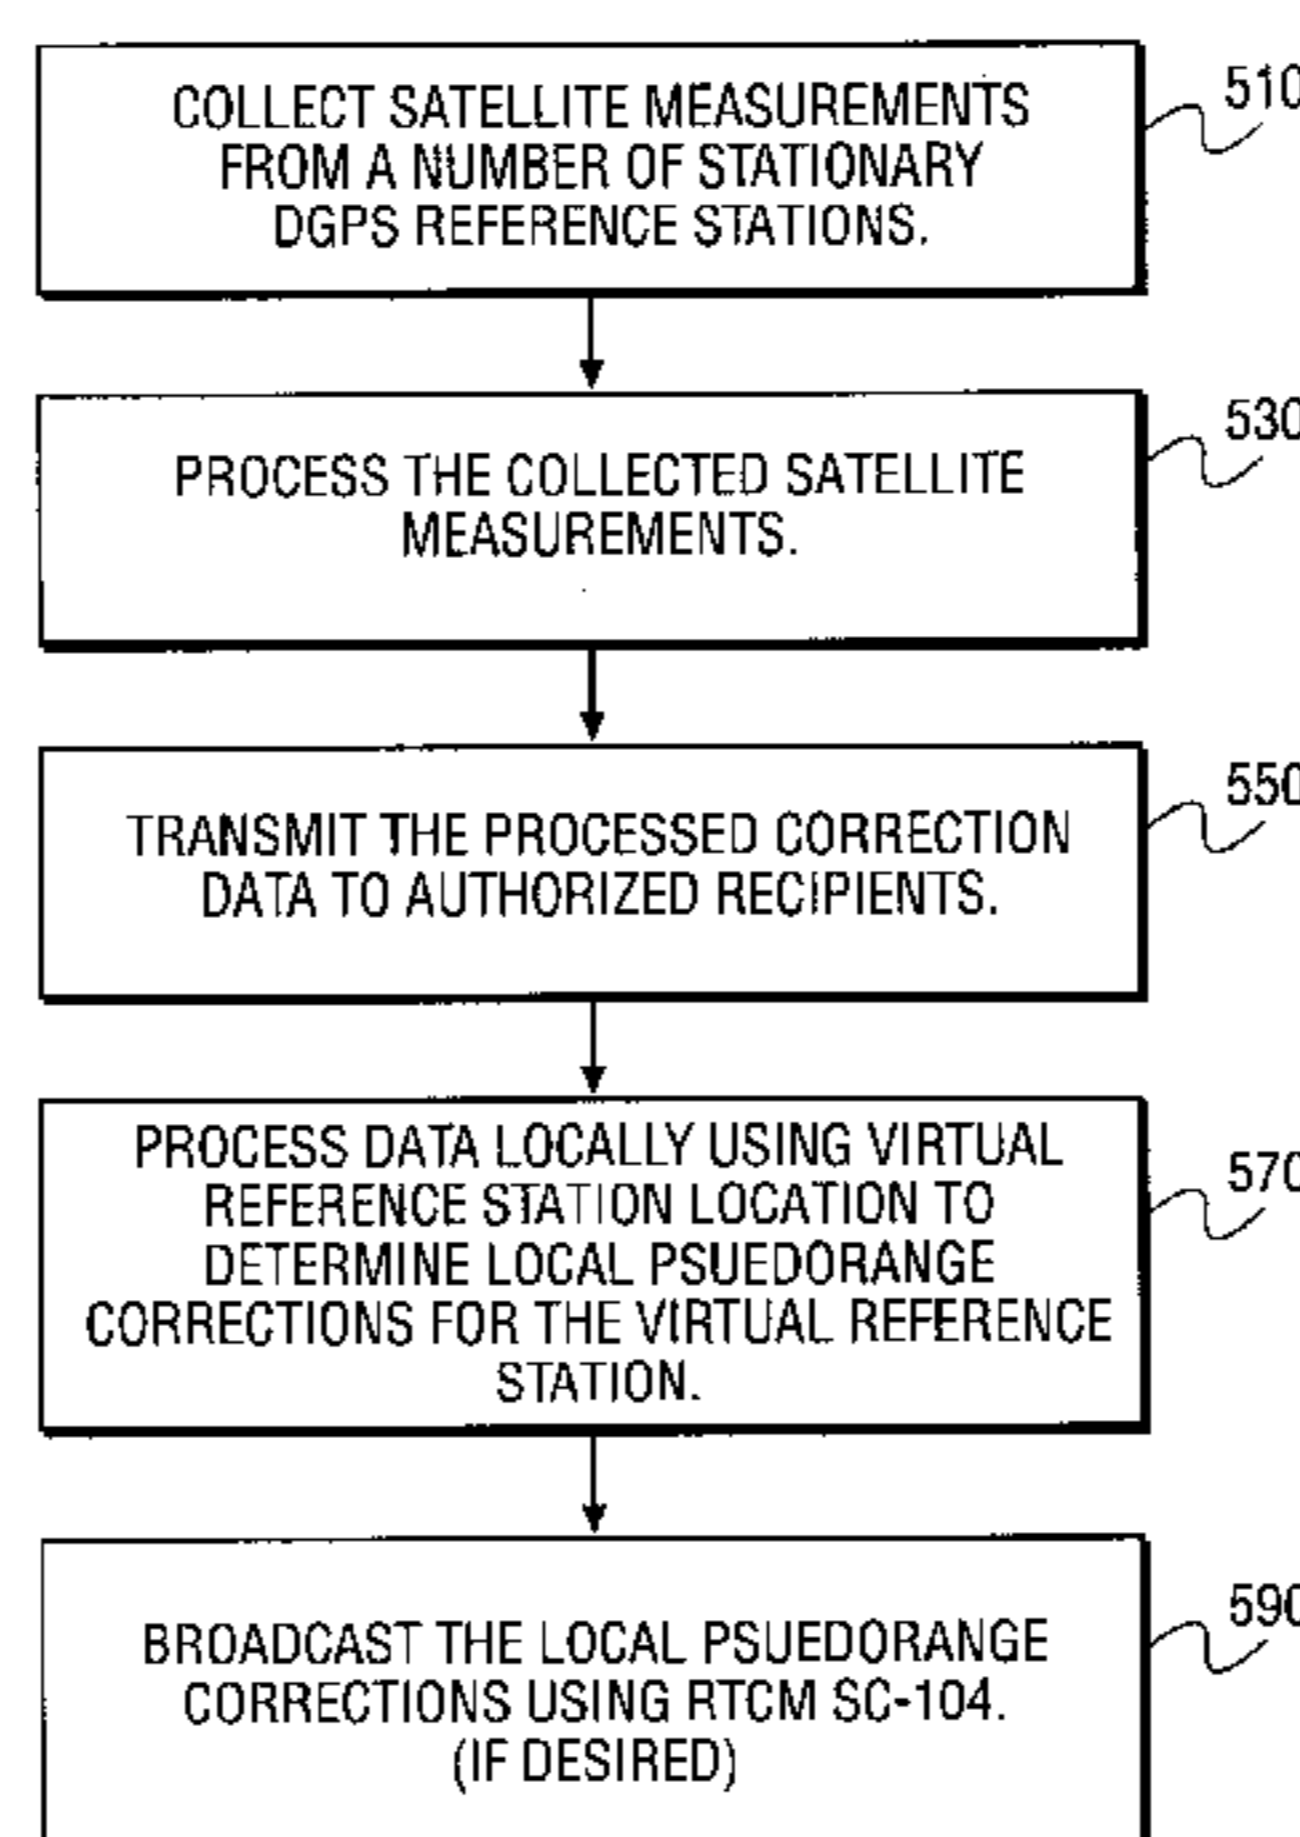 COLLECT SATELLITE MEASUREMENTS
FROM A NUMBER OF STATIONARY
DGPS REFERENCE STATIONS.
510
PROCESS THE COLLECTED SATELLITE
MEASUREMENTS.
530
TRANSMIT THE PROCESSED CORRECTION
DATA TO AUTHORIZED RECIPIENTS.
550
PROCESS DATA LOCALLY USING VIRTUAL
REFERENCE STATION LOCATION TO
DETERMINE LOCAL PSUEDORANGE
CORRECTIONS FOR THE VIRTUAL REFERENCE
STATION.
570
BROADCAST THE LOCAL PSUEDORANGE
CORRECTIONS USING RTCM SC-104.
(IF DESIRED)
590